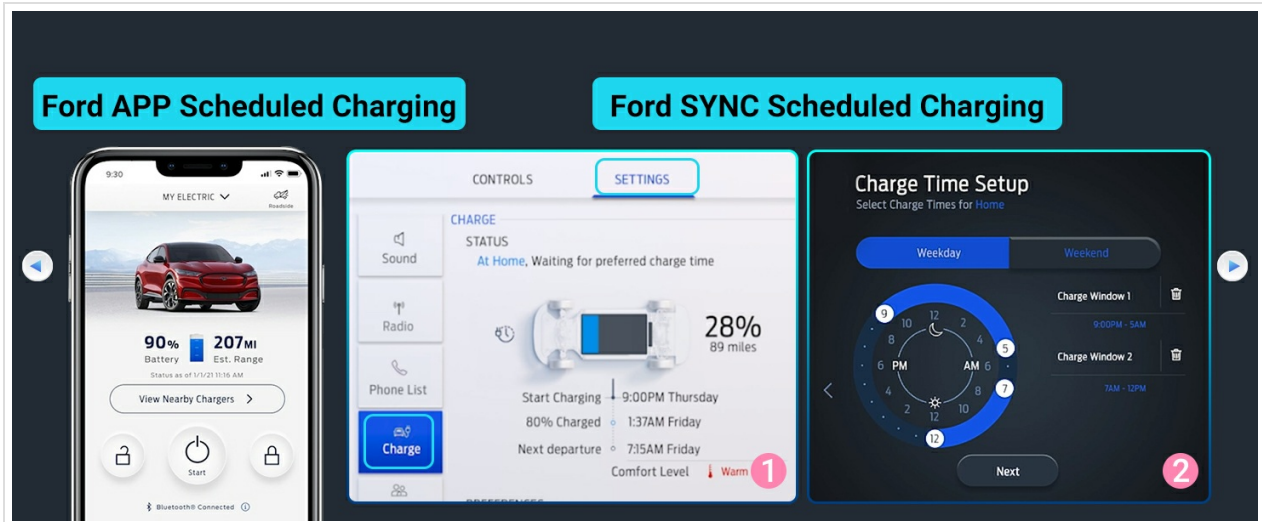 Ford APP Scheduled Charging
Ford SYNC Scheduled Charging
9:30
MY ELECTRIC
Roadside
90% 207 MI
Battery Est. Range
Status as of 1/1/21 11:16 AM
View Nearby Chargers
Start
Bluetooth® Connected
CONTROLS SETTINGS
CHARGE
STATUS
At Home, Waiting for preferred charge time
Sound
Radio
Phone List
Charge
28%
89 miles
Start Charging 9:00PM Thursday
80% Charged 1:37AM Friday
Next departure 7:15AM Friday
Comfort Level Warm
1
PREFERENCES
Charge Time Setup
Select Charge Times for Home
Weekday Weekend
9
10 12 2
8 4
5
6 PM AM 6
7
4 8
2 12 10
12
Charge Window 1
9:00PM - 5AM
Charge Window 2
7AM - 12PM
Next
2